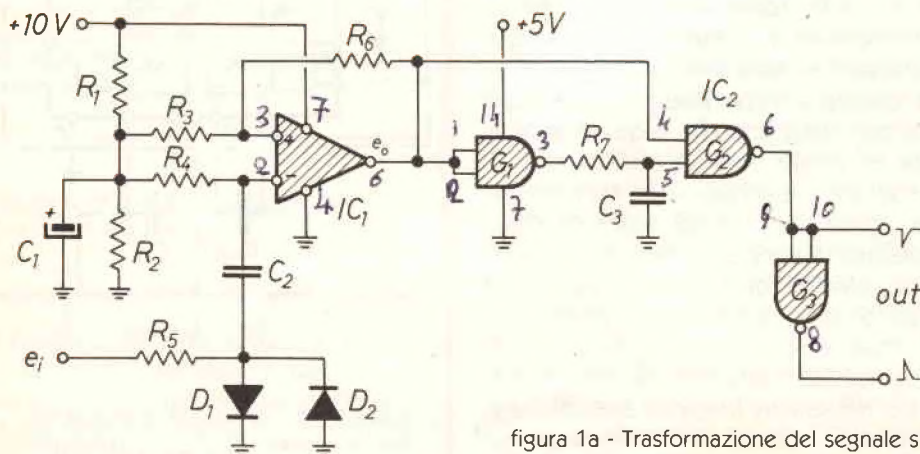 +10V
+5V
R1
R6
7
R3
3
+
1
14
IC2
4
6
eo
G1
3
R7
G2
R4
2
-
6
2
5
4
IC1
7
C3
9
10
C1
R2
C2
G3
out
8
ei
R5
D1
D2
figura 1a - Trasformazione del segnale s